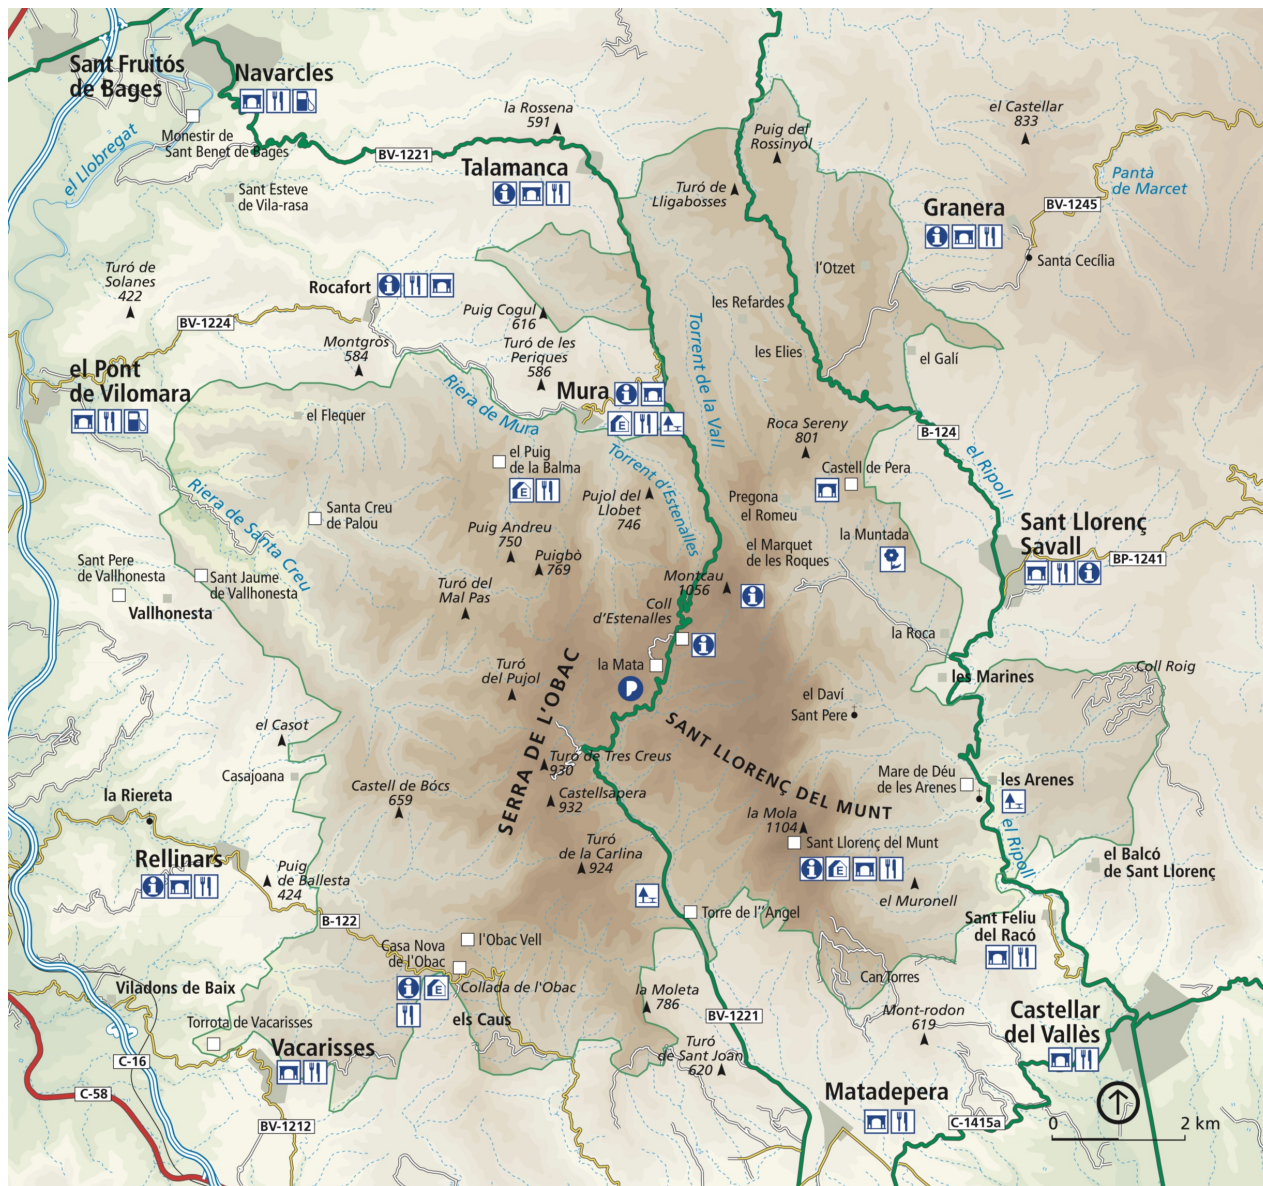 Sant Fruitós
de Bages
Navarcles
Monestir de
Sant Benet de Bages
el Llobregat
BV-1221
la Rossena
591
Talamanca
Sant Esteve
de Vila-rasa
Puig del
Rossinyol
Turó de
Lligabosses
el Castellar
833
Pantà
de Marcet
BV-1245
Granera
i
Santa Cecília
l'Otzet
Turó de
Solanes
422
Rocafort
i
BV-1224
Puig Cogul
616
Montgròs
584
Turó de les
Periques
586
les Refardes
les Elies
el Galí
Torrent de la Vall
el Pont
de Vilomara
Mura
i
E
Riera de Mura
el Flequer
Roca Sereny
801
B-124
el Ripoll
el Puig
de la Balma
E
Torrent d'Estenalles
Castell de Pera
Riera de Santa Creu
Santa Creu
de Palou
Pujol del
Llobet
746
Pregona
el Romeu
Puig Andreu
750
Puigbò
769
el Marquet
de les Roques
la Muntada
Sant Llorenç
Savall
i
BP-1241
Sant Pere
de Vallhonesta
Sant Jaume
de Vallhonesta
Vallhonesta
Turó del
Mal Pas
Montcau
1056
i
Coll
d'Estenalles
i
la Mata
P
la Roca
les Marines
Coll Roig
Turó
del Pujol
SERRA DE L'OBAC
SANT LLORENÇ DEL MUNT
el Daví
Sant Pere
el Casot
Casajoana
Turó de Tres Creus
930
Castellsapera
932
Castell de Bócs
659
Mare de Déu
de les Arenes
les Arenes
el Ripoll
la Riereta
Rellinars
i
la Mola
1104
Sant Llorenç del Munt
i
E
Turó
de la Carlina
924
Puig
de Ballesta
424
el Muronell
el Balcó
de Sant Llorenç
B-122
Torre de l''Angel
Sant Feliu
del Racó
l'Obac Vell
Casa Nova
de l'Obac
i
E
Collada de l'Obac
els Caus
Can Torres
Viladons de Baix
la Moleta
786
BV-1221
Mont-rodon
619
Castellar
del Vallès
Torrota de Vacarisses
Vacarisses
Turó
de Sant Joan
620
C-16
C-58
BV-1212
Matadepera
C-1415a
0
2 km